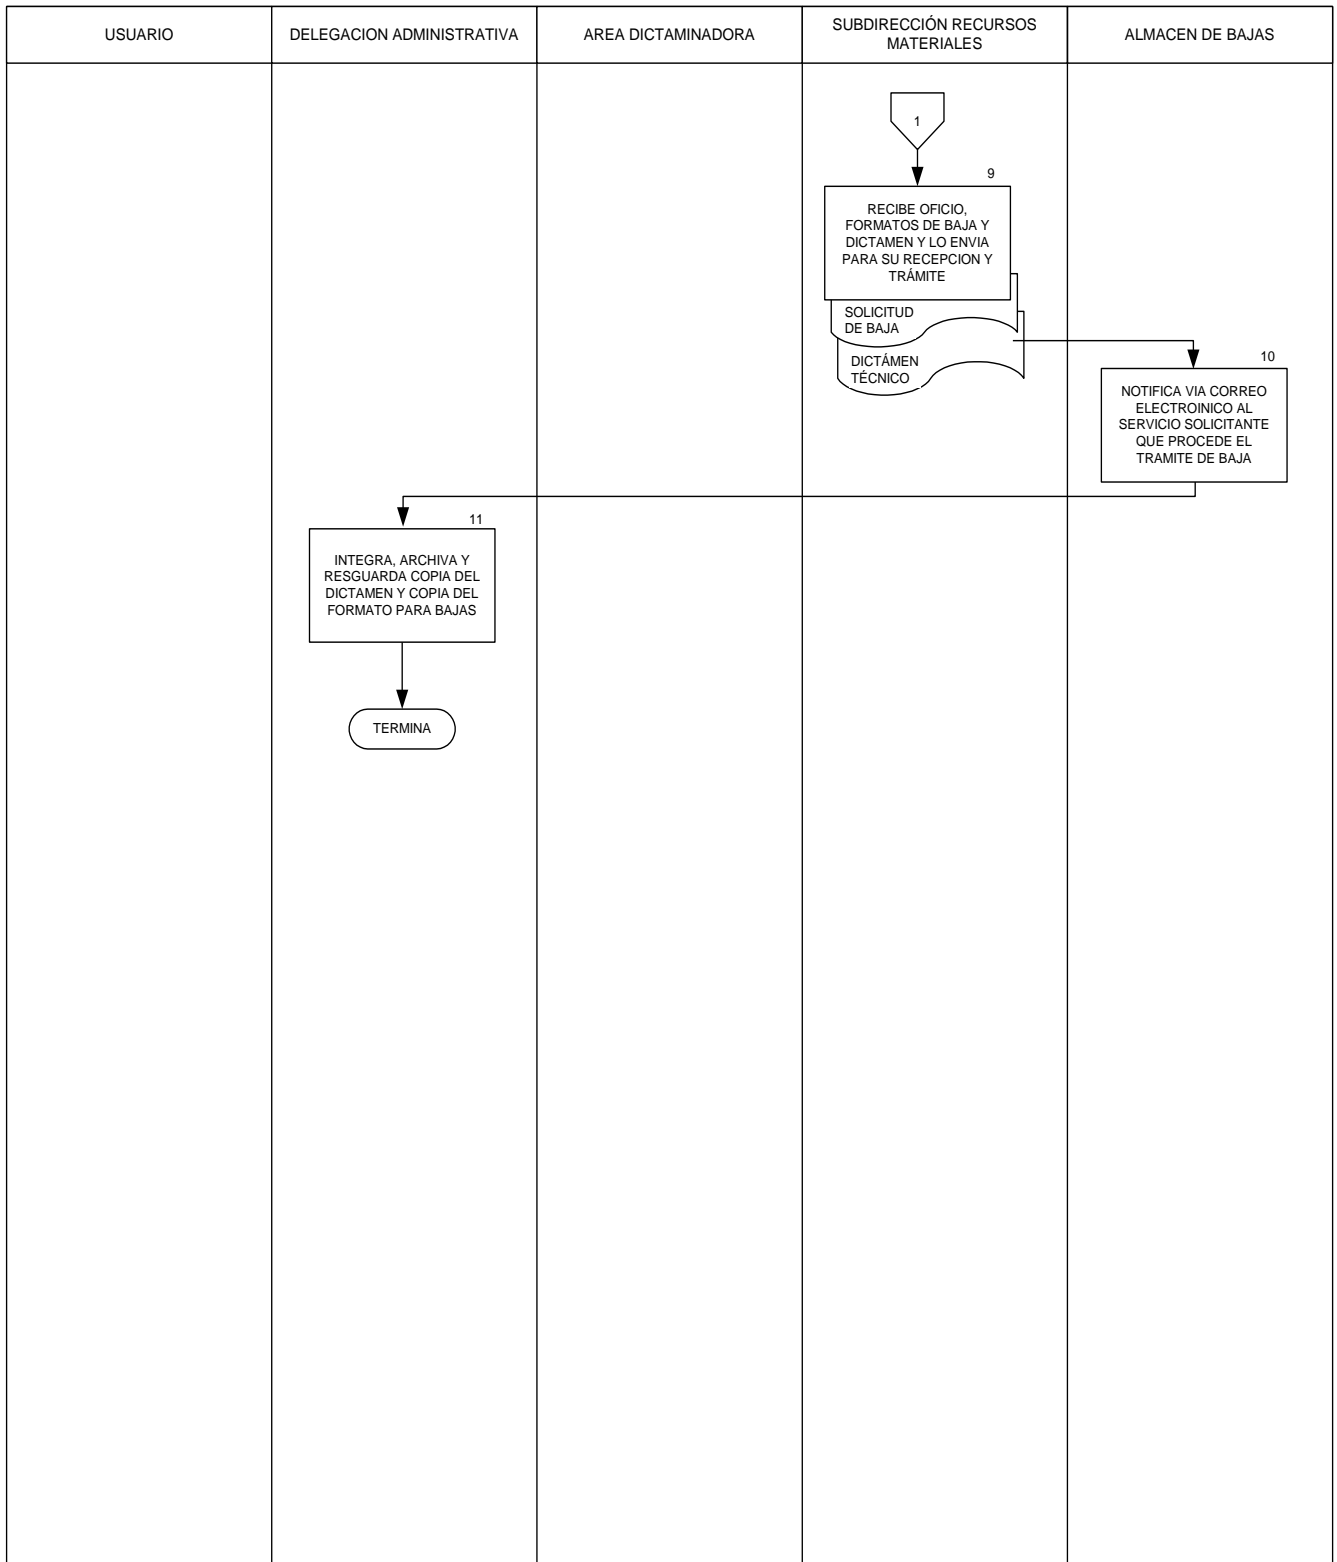 USUARIO
DELEGACION ADMINISTRATIVA
AREA DICTAMINADORA
SUBDIRECCIÓN RECURSOS
MATERIALES
ALMACEN DE BAJAS
1
9
RECIBE OFICIO,
FORMATOS DE BAJA Y
DICTAMEN Y LO ENVIA
PARA SU RECEPCION Y
TRÁMITE
SOLICITUD
DE BAJA
DICTÁMEN
TÉCNICO
10
NOTIFICA VIA CORREO
ELECTROINICO AL
SERVICIO SOLICITANTE
QUE PROCEDE EL
TRAMITE DE BAJA
11
INTEGRA, ARCHIVA Y
RESGUARDA COPIA DEL
DICTAMEN Y COPIA DEL
FORMATO PARA BAJAS
TERMINA